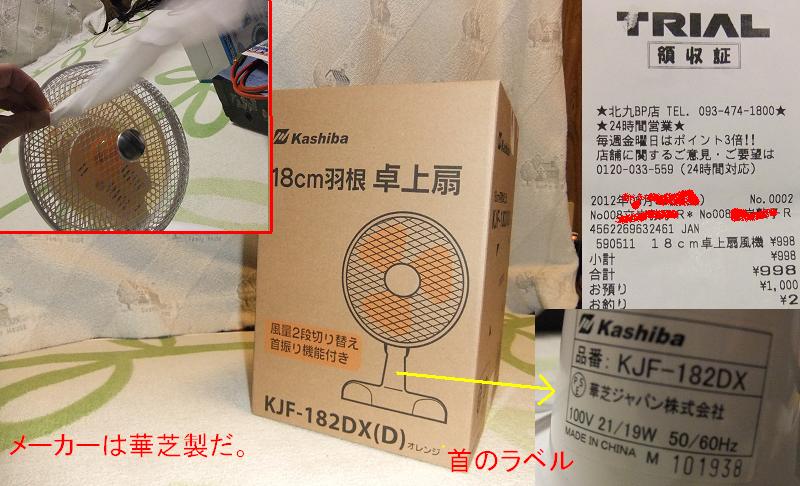 Kashiba
18cm羽根 卓上扇
風量2段切り替え
首振り機能付き
KJF-182DX(D) オレンジ
メーカーは華芝製だ。
首のラベル
TRIAL
領収証
★北九BP店 TEL. 093-474-1800★
★24時間営業★
毎週金曜日はポイント3倍!!
店舗に関するご意見・ご要望は
0120-033-559 (24時間対応)
2012年 No.0002
No008 R* No008 R
4562269632461 JAN
590511 18cm卓上扇風機 ¥998
小計 ¥998
合計 ¥998
お預り ¥1,000
お釣り ¥2
Kashiba
品番: KJF-182DX
PSE 華芝ジャパン株式会社
100V 21/19W 50/60Hz
MADE IN CHINA M 101938